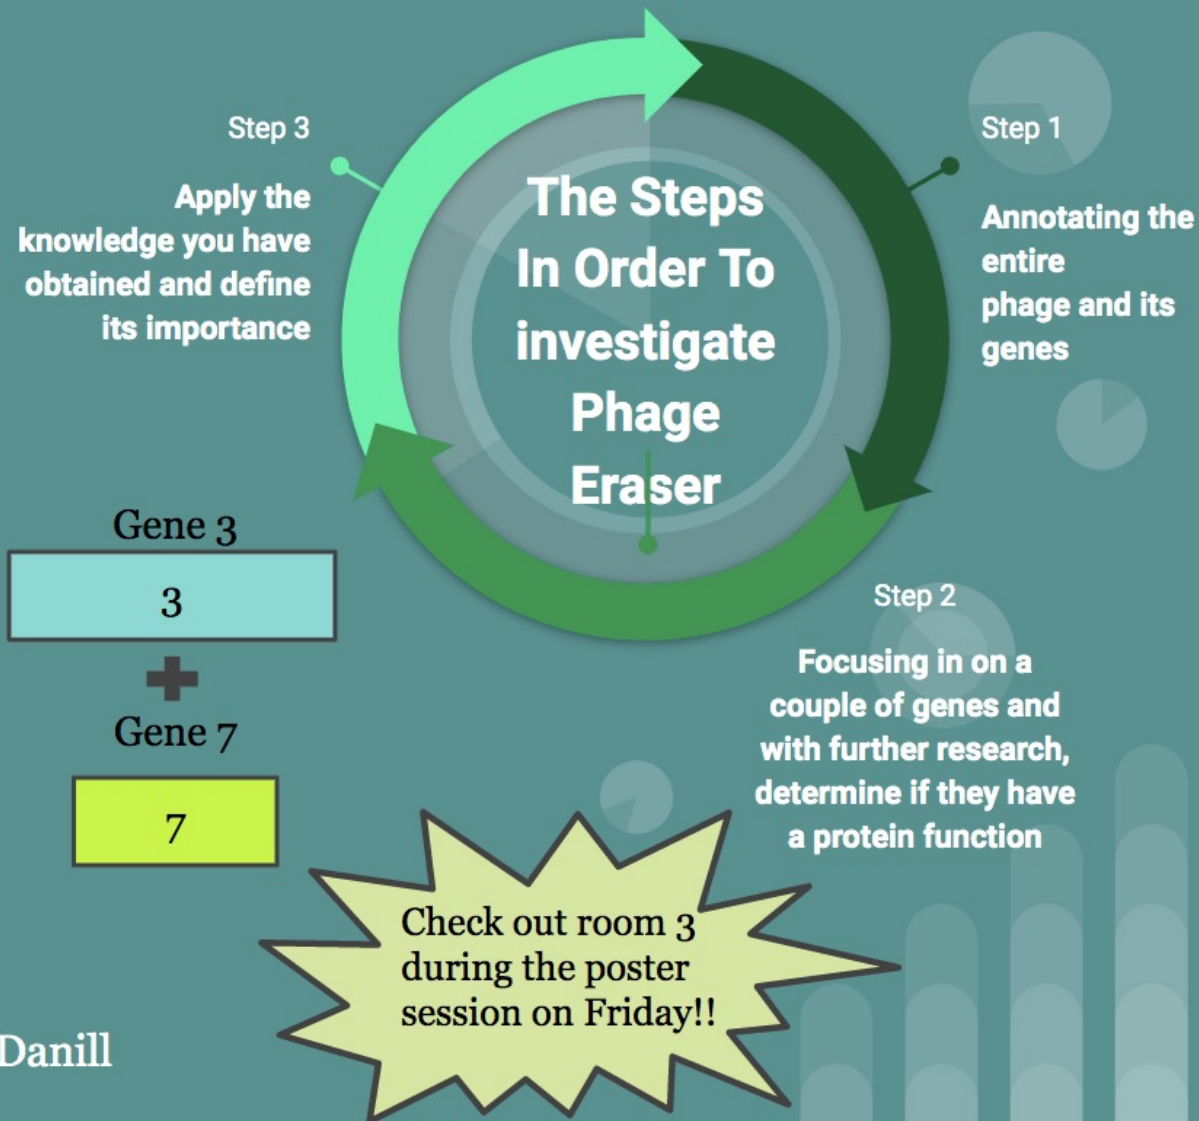 The Steps
In Order To
investigate
Phage
Eraser
Step 1
Annotating the
entire
phage and its
genes
Step 2
Focusing in on a
couple of genes and
with further research,
determine if they have
a protein function
Step 3
Apply the
knowledge you have
obtained and define
its importance
Gene 3
3
Gene 7
7
Check out room 3
during the poster
session on Friday!!
Danill